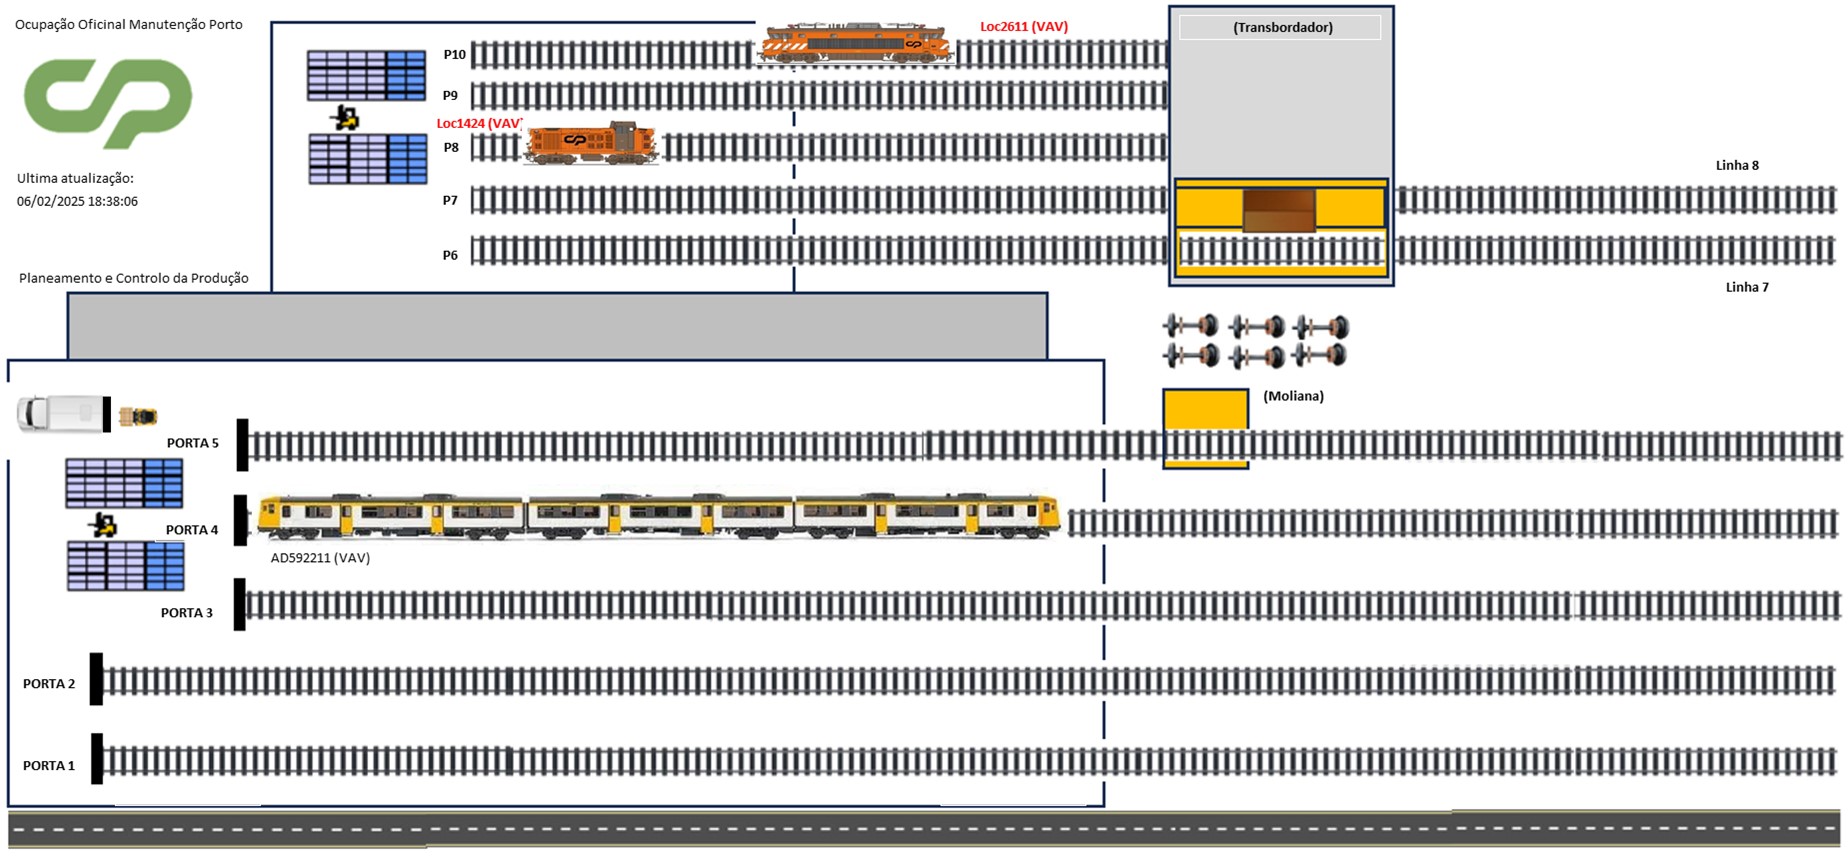 Ocupação Oficinal Manutenção Porto
Loc2611 (VAV)
(Transbordador)
P10
P9
Loc1424 (VAV)
P8
Linha 8
Ultima atualização:
06/02/2025 18:38:06
P7
P6
Planeamento e Controlo da Produção
Linha 7
(Moliana)
PORTA 5
PORTA 4
AD592211 (VAV)
PORTA 3
PORTA 2
PORTA 1